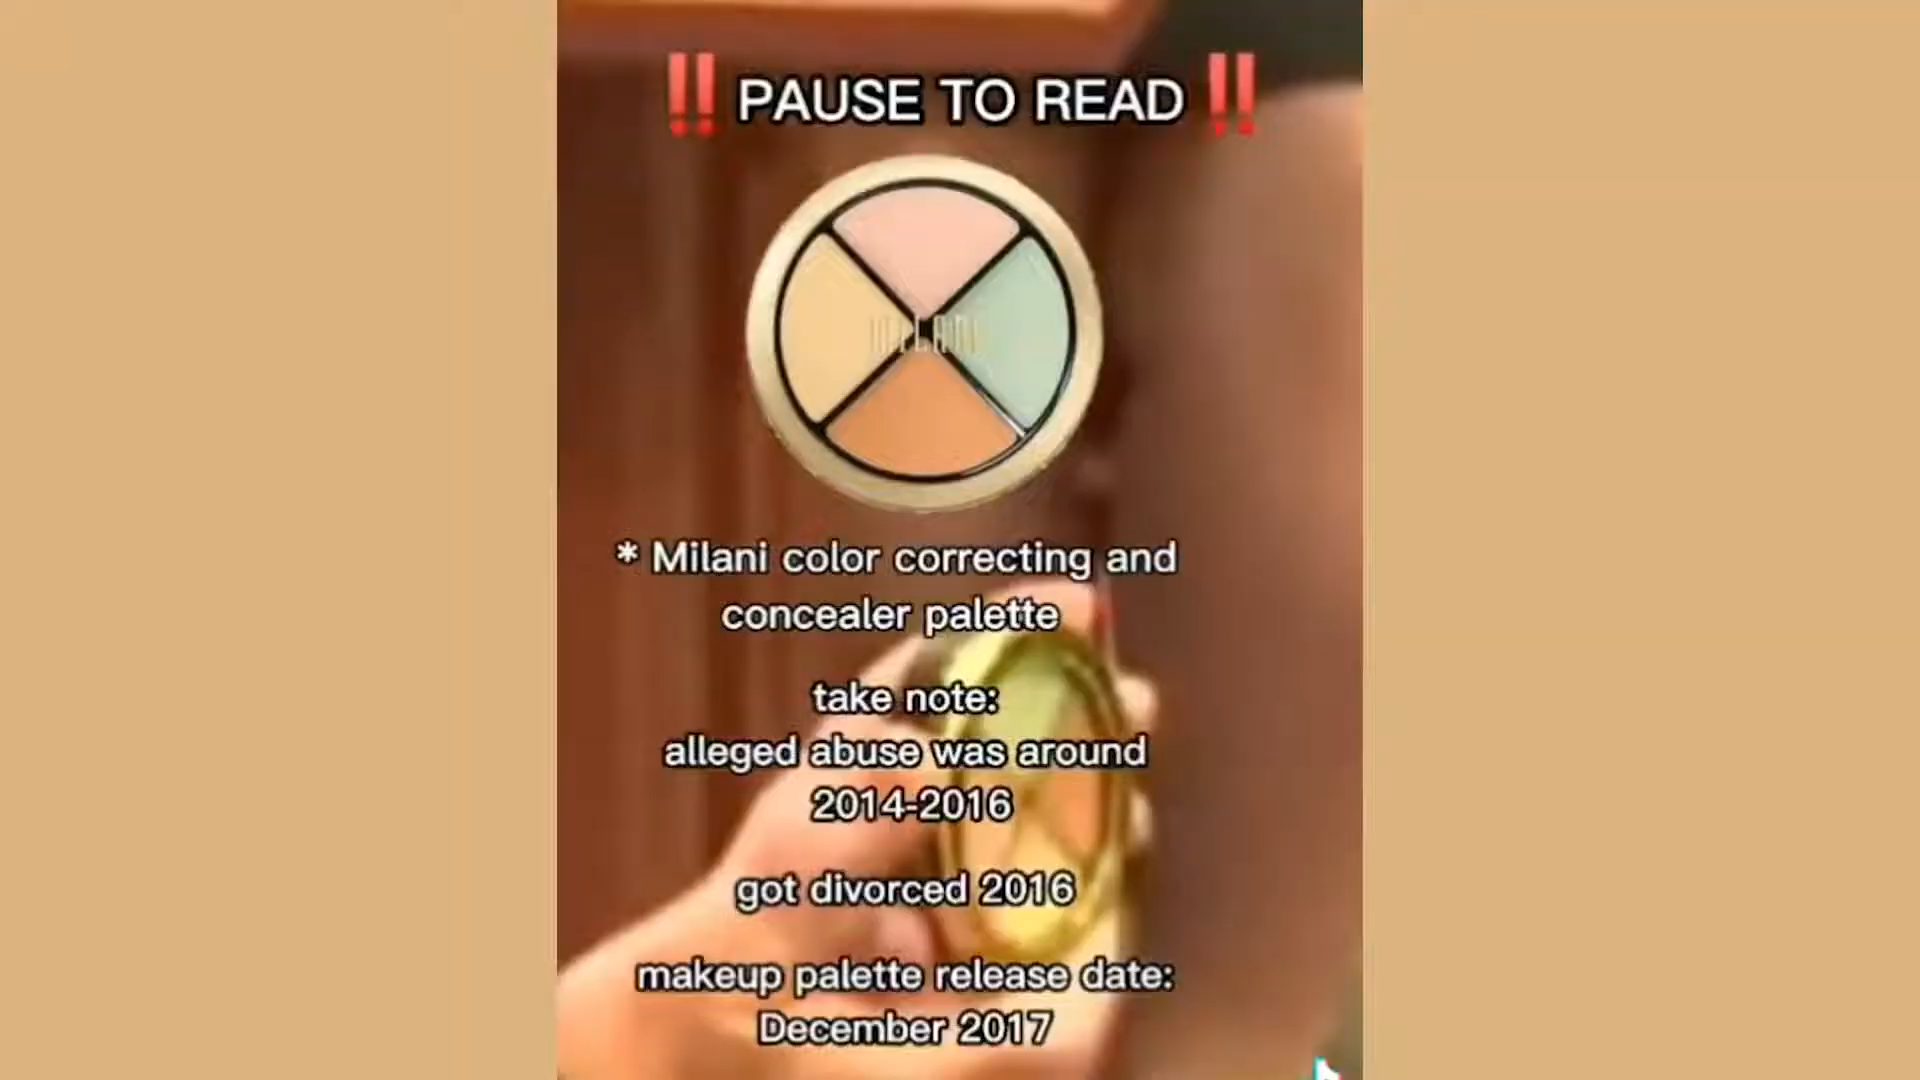 ‼ PAUSE TO READ ‼
MILANI
* Milani color correcting and
concealer palette
take note:
alleged abuse was around
2014-2016
got divorced 2016
makeup palette release date:
December 2017